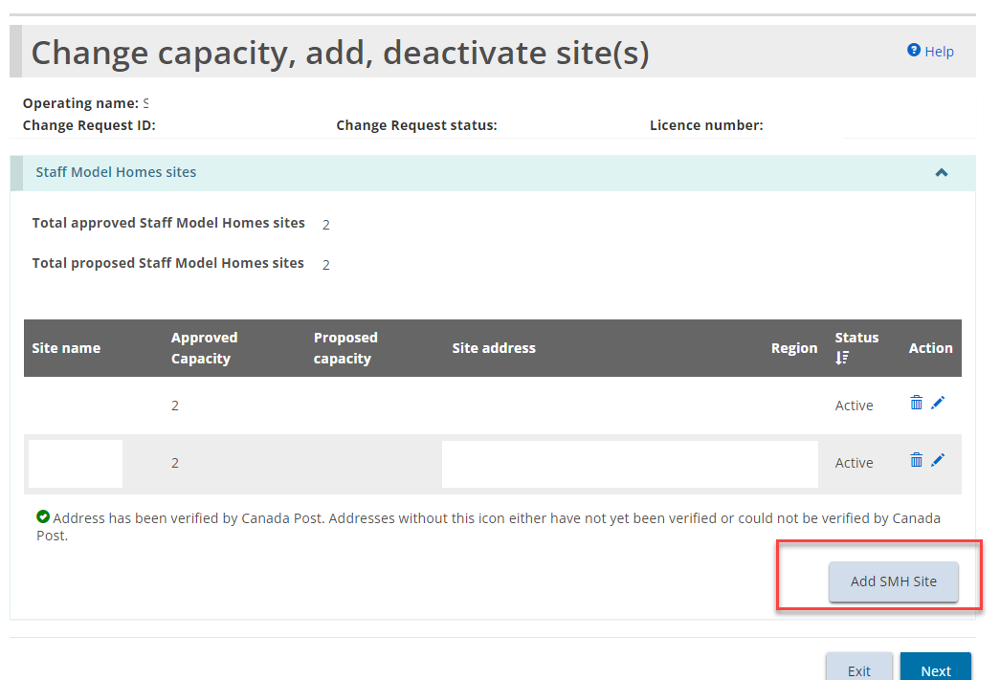 Change capacity, add, deactivate site(s)
Help
Operating name: S
Change Request ID: Change Request status: Licence number:
Staff Model Homes sites
Total approved Staff Model Homes sites 2
Total proposed Staff Model Homes sites 2
Site name Approved Capacity Proposed capacity Site address Region Status Action
2 Active
2 Active
Address has been verified by Canada Post. Addresses without this icon either have not yet been verified or could not be verified by Canada
Post.
Add SMH Site
Exit Next